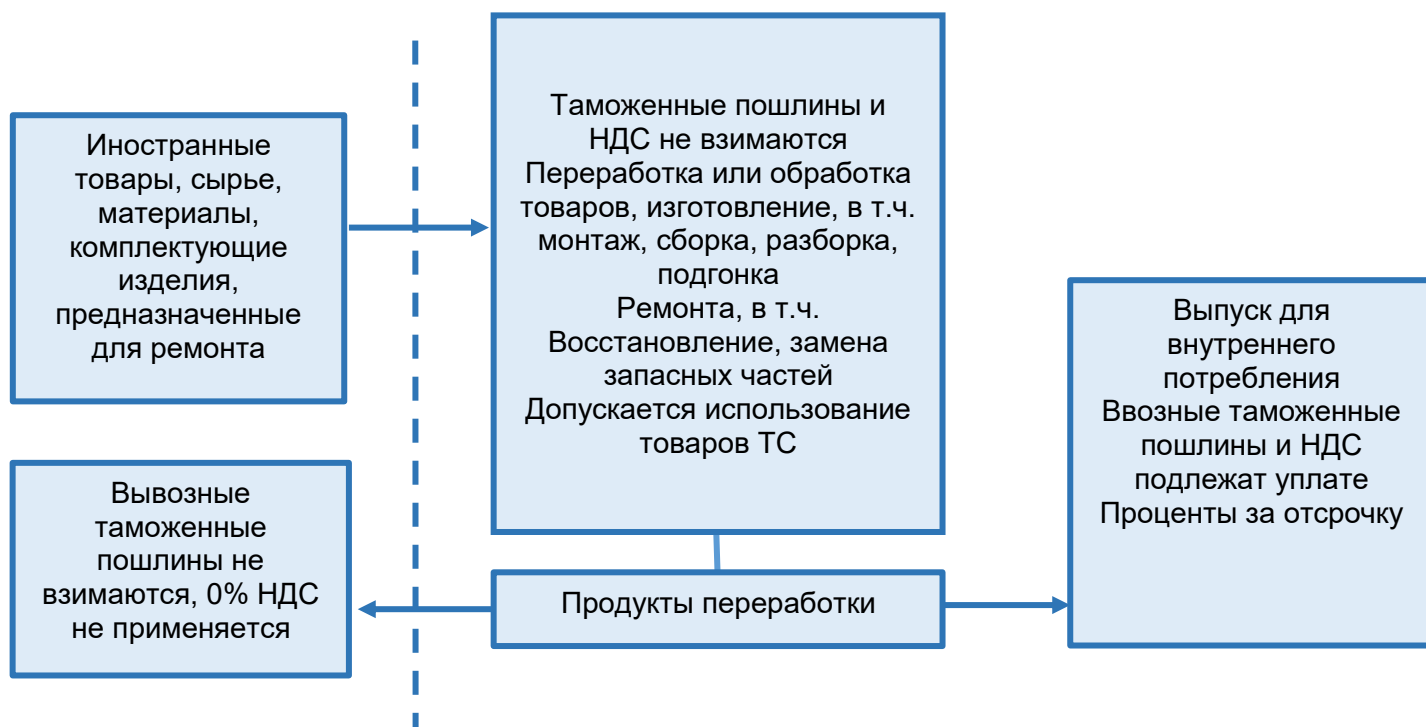 Иностранные
товары, сырье,
материалы,
комплектующие
изделия,
предназначенные
для ремонта
Таможенные пошлины и
НДС не взимаются
Переработка или обработка
товаров, изготовление, в т.ч.
монтаж, сборка, разборка,
подгонка
Ремонта, в т.ч.
Восстановление, замена
запасных частей
Допускается использование
товаров ТС
Выпуск для
внутреннего
потребления
Ввозные таможенные
пошлины и НДС
подлежат уплате
Проценты за отсрочку
Вывозные
таможенные
пошлины не
взимаются, 0% НДС
не применяется
Продукты переработки